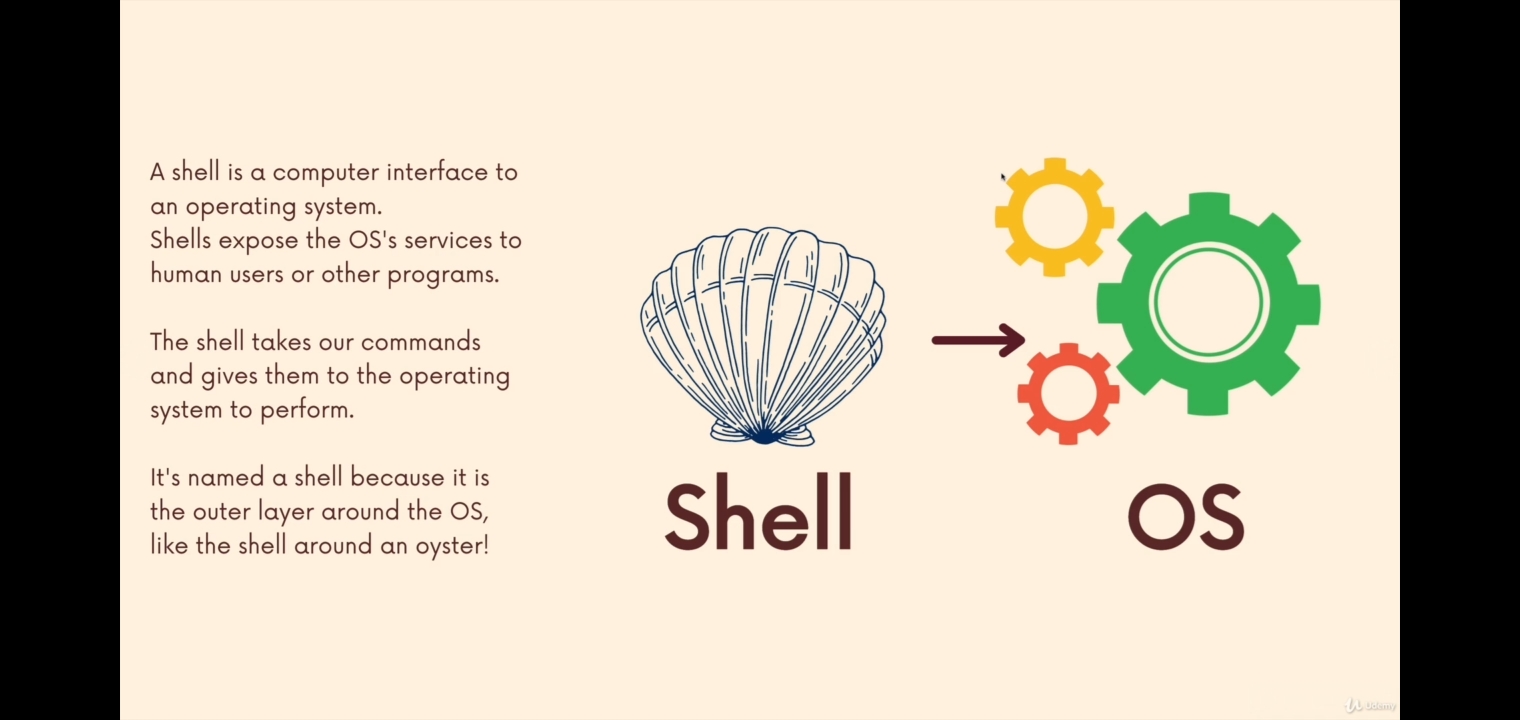 A shell is a computer interface to
an operating system.
Shells expose the OS's services to
human users or other programs.
The shell takes our commands
and gives them to the operating
system to perform.
It's named a shell because it is
the outer layer around the OS,
like the shell around an oyster!
Shell
OS
Udemy